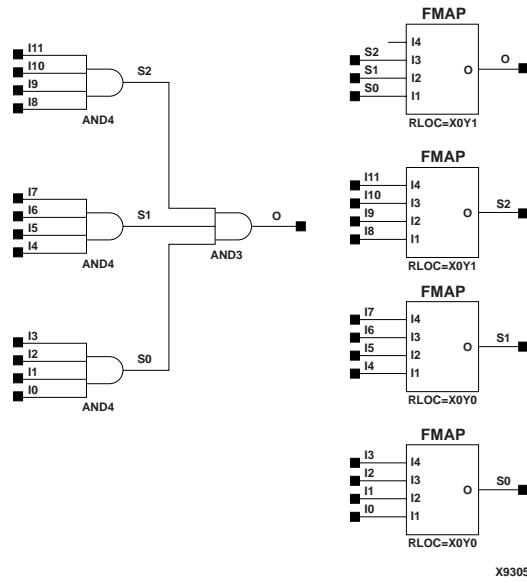 I11
I10
I9
I8
S2
AND4
I7
I6
I5
I4
S1
AND4
O
AND3
I3
I2
I1
I0
S0
AND4
FMAP
I4
S2 I3
S1 I2
S0 I1
O O
RLOC=X0Y1
FMAP
I11 I4
I10 I3
I9 I2
I8 I1
O S2
RLOC=X0Y1
FMAP
I7 I4
I6 I3
I5 I2
I4 I1
O S1
RLOC=X0Y0
FMAP
I3 I4
I2 I3
I1 I2
I0 I1
O S0
RLOC=X0Y0
X9305